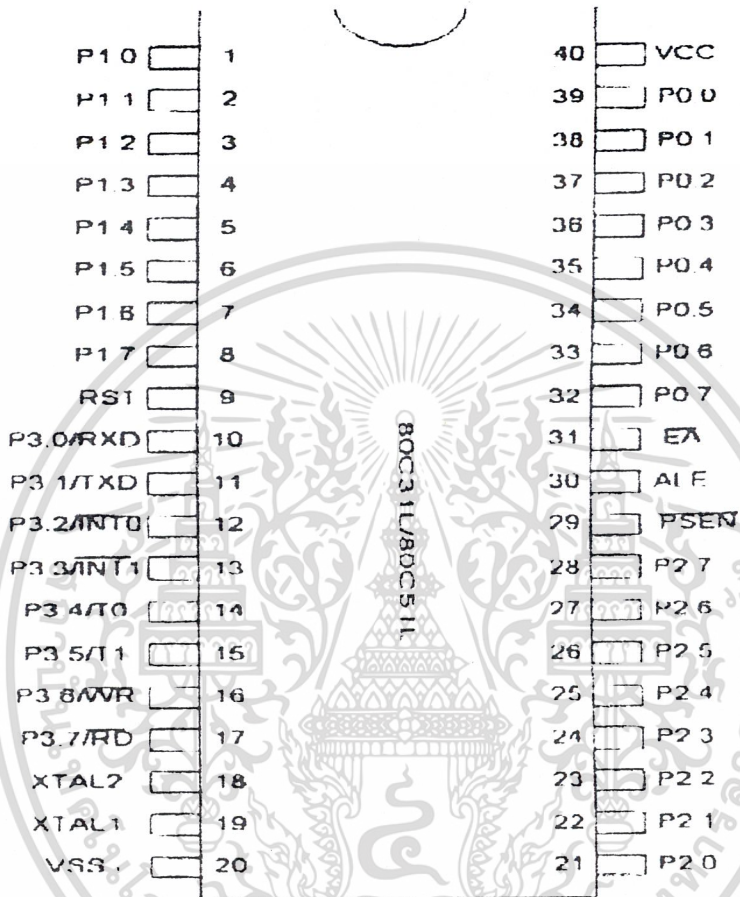 P1.0 1 40 VCC
P1.1 2 39 P0.0
P1.2 3 38 P0.1
P1.3 4 37 P0.2
P1.4 5 36 P0.3
P1.5 6 35 P0.4
P1.6 7 34 P0.5
P1.7 8 33 P0.6
RST 9 32 P0.7
P3.0/RXD 10 31 EA
P3.1/TXD 11 30 ALE
P3.2/INT0 12 29 PSEN
P3.3/INT1 13 28 P2.7
P3.4/T0 14 27 P2.6
P3.5/T1 15 26 P2.5
P3.6/WR 16 25 P2.4
P3.7/RD 17 24 P2.3
XTAL2 18 23 P2.2
XTAL1 19 22 P2.1
VSS 20 21 P2.0
80C31L/80C51L